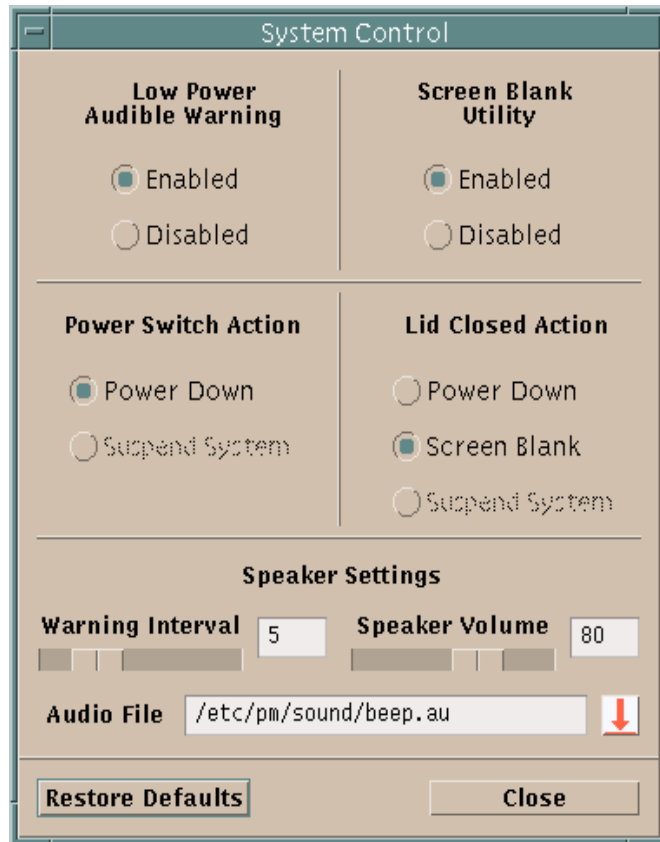 System Control
Low Power
Audible Warning
Enabled
Disabled
Screen Blank
Utility
Enabled
Disabled
Power Switch Action
Power Down
Suspend System
Lid Closed Action
Power Down
Screen Blank
Suspend System
Speaker Settings
Warning Interval 5
Speaker Volume 80
Audio File /etc/pm/sound/beep.au
Restore Defaults
Close